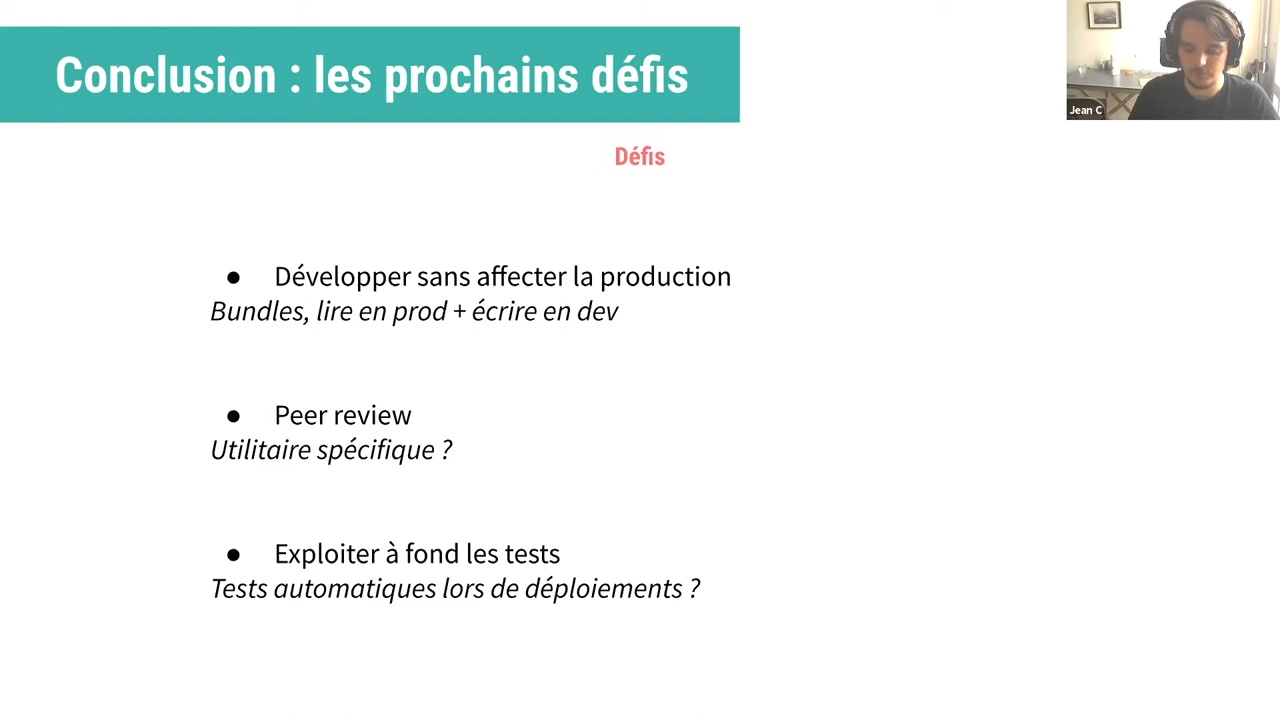 Conclusion : les prochains défis
Jean C
Défis
● Développer sans affecter la production
Bundles, lire en prod + écrire en dev
● Peer review
Utilitaire spécifique ?
● Exploiter à fond les tests
Tests automatiques lors de déploiements ?